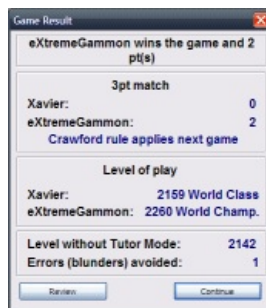 Game Result
eXtremeGammon wins the game and 2
pt(s)
3pt match
Xavier: 0
eXtremeGammon: 2
Crawford rule applies next game
Level of play
Xavier: 2159 World Class
eXtremeGammon: 2260 World Champ.
Level without Tutor Mode: 2142
Errors (blunders) avoided: 1
Review Continue